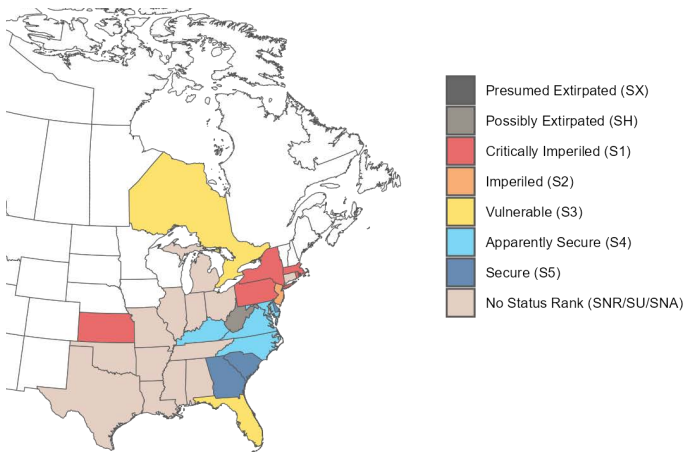 Presumed Extirpated (SX)
Possibly Extirpated (SH)
Critically Imperiled (S1)
Imperiled (S2)
Vulnerable (S3)
Apparently Secure (S4)
Secure (S5)
No Status Rank (SNR/SU/SNA)